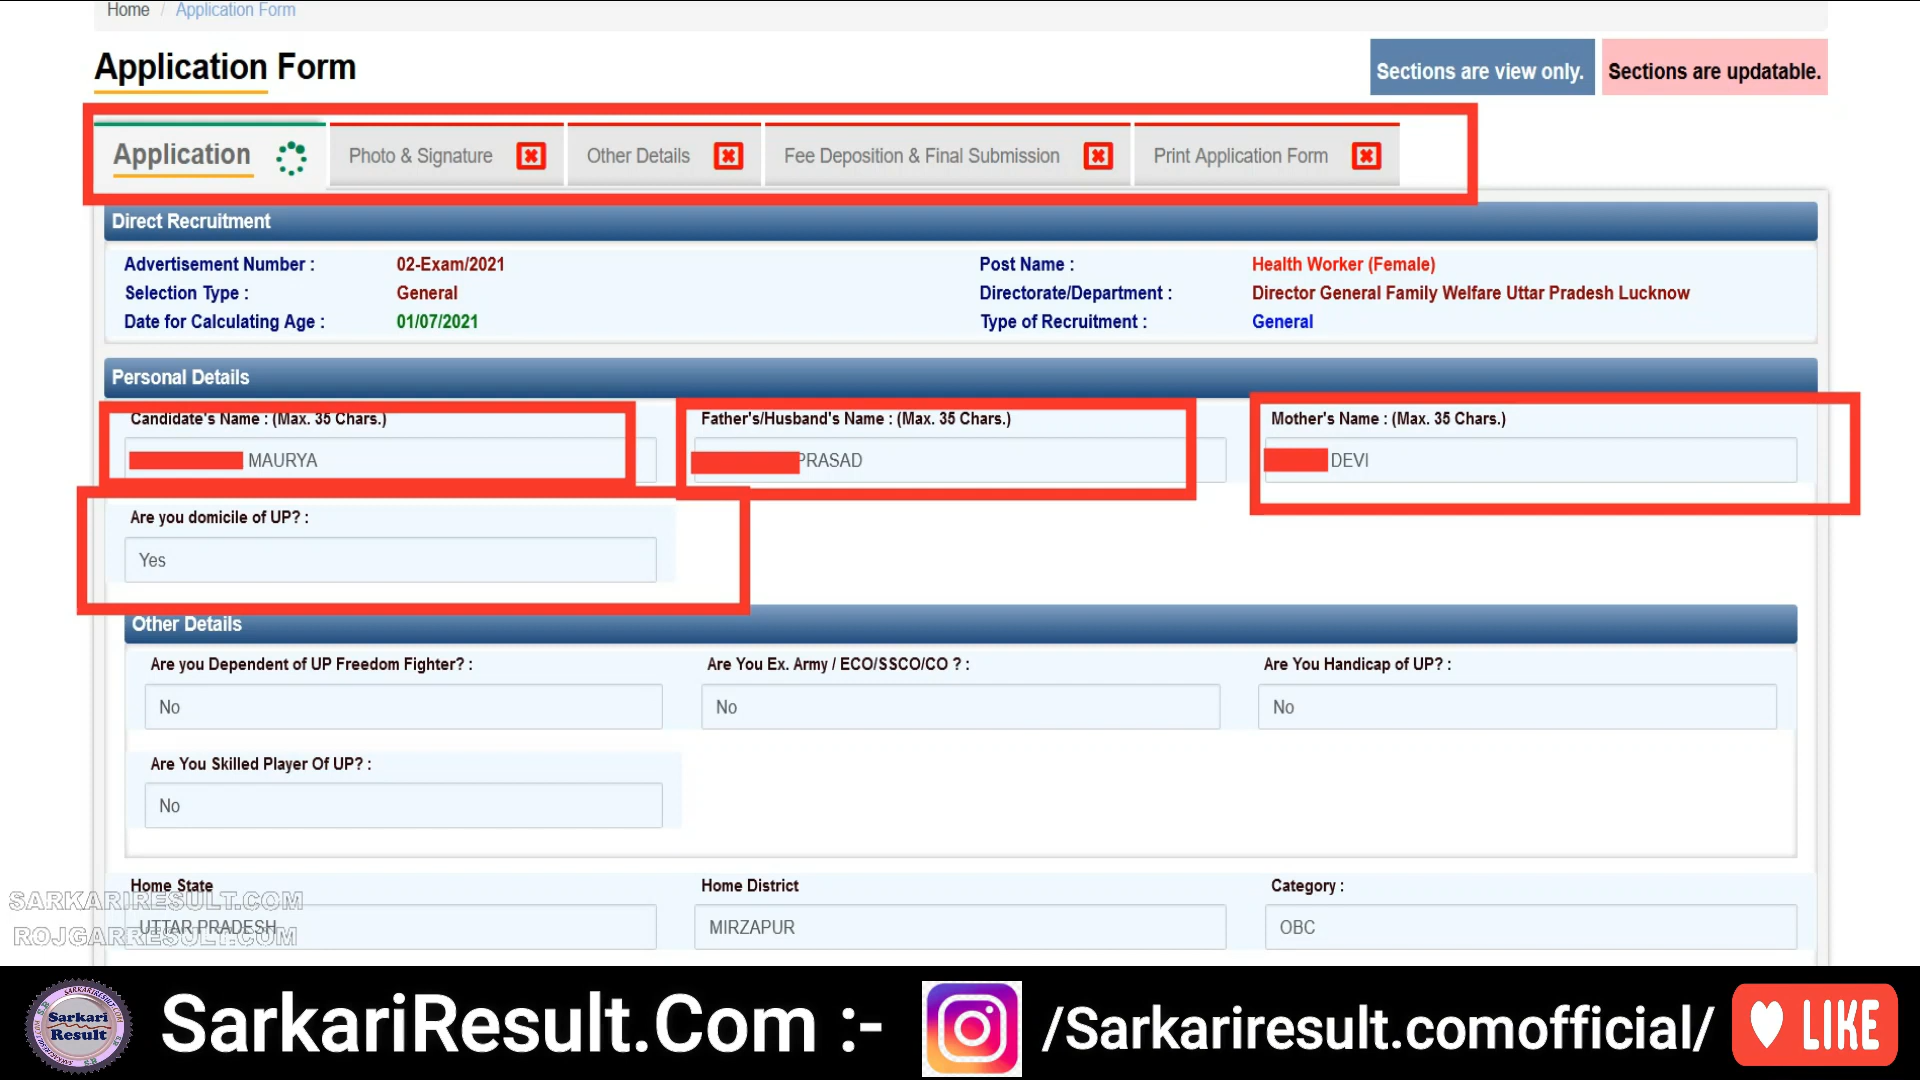 Home / Application Form
Application Form
Sections are view only. Sections are updatable.
Application Photo & Signature Other Details Fee Deposition & Final Submission Print Application Form
Direct Recruitment
Advertisement Number : 02-Exam/2021 Post Name : Health Worker (Female)
Selection Type : General Directorate/Department : Director General Family Welfare Uttar Pradesh Lucknow
Date for Calculating Age : 01/07/2021 Type of Recruitment : General
Personal Details
Candidate's Name : (Max. 35 Chars.) Father's/Husband's Name : (Max. 35 Chars.) Mother's Name : (Max. 35 Chars.)
MAURYA PRASAD DEVI
Are you domicile of UP? :
Yes
Other Details
Are you Dependent of UP Freedom Fighter? : Are You Ex. Army / ECO/SSCO/CO ? : Are You Handicap of UP? :
No No No
Are You Skilled Player Of UP? :
No
Home State Home District Category :
SARKARIRESULT.COM
UTTAR PRADESH MIRZAPUR OBC
ROJGARRESULT.COM
Sarkari Result SarkariResult.Com :- /Sarkariresult.comofficial/ LIKE